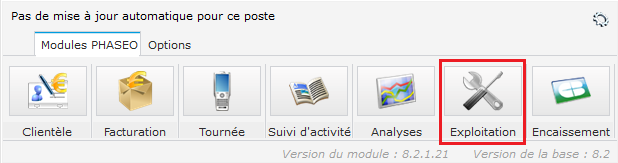 Pas de mise à jour automatique pour ce poste
Modules PHASEO Options
Clientèle Facturation Tournée Suivi d'activité Analyses Exploitation Encaissement
Version du module : 8.2.1.21 Version de la base : 8.2